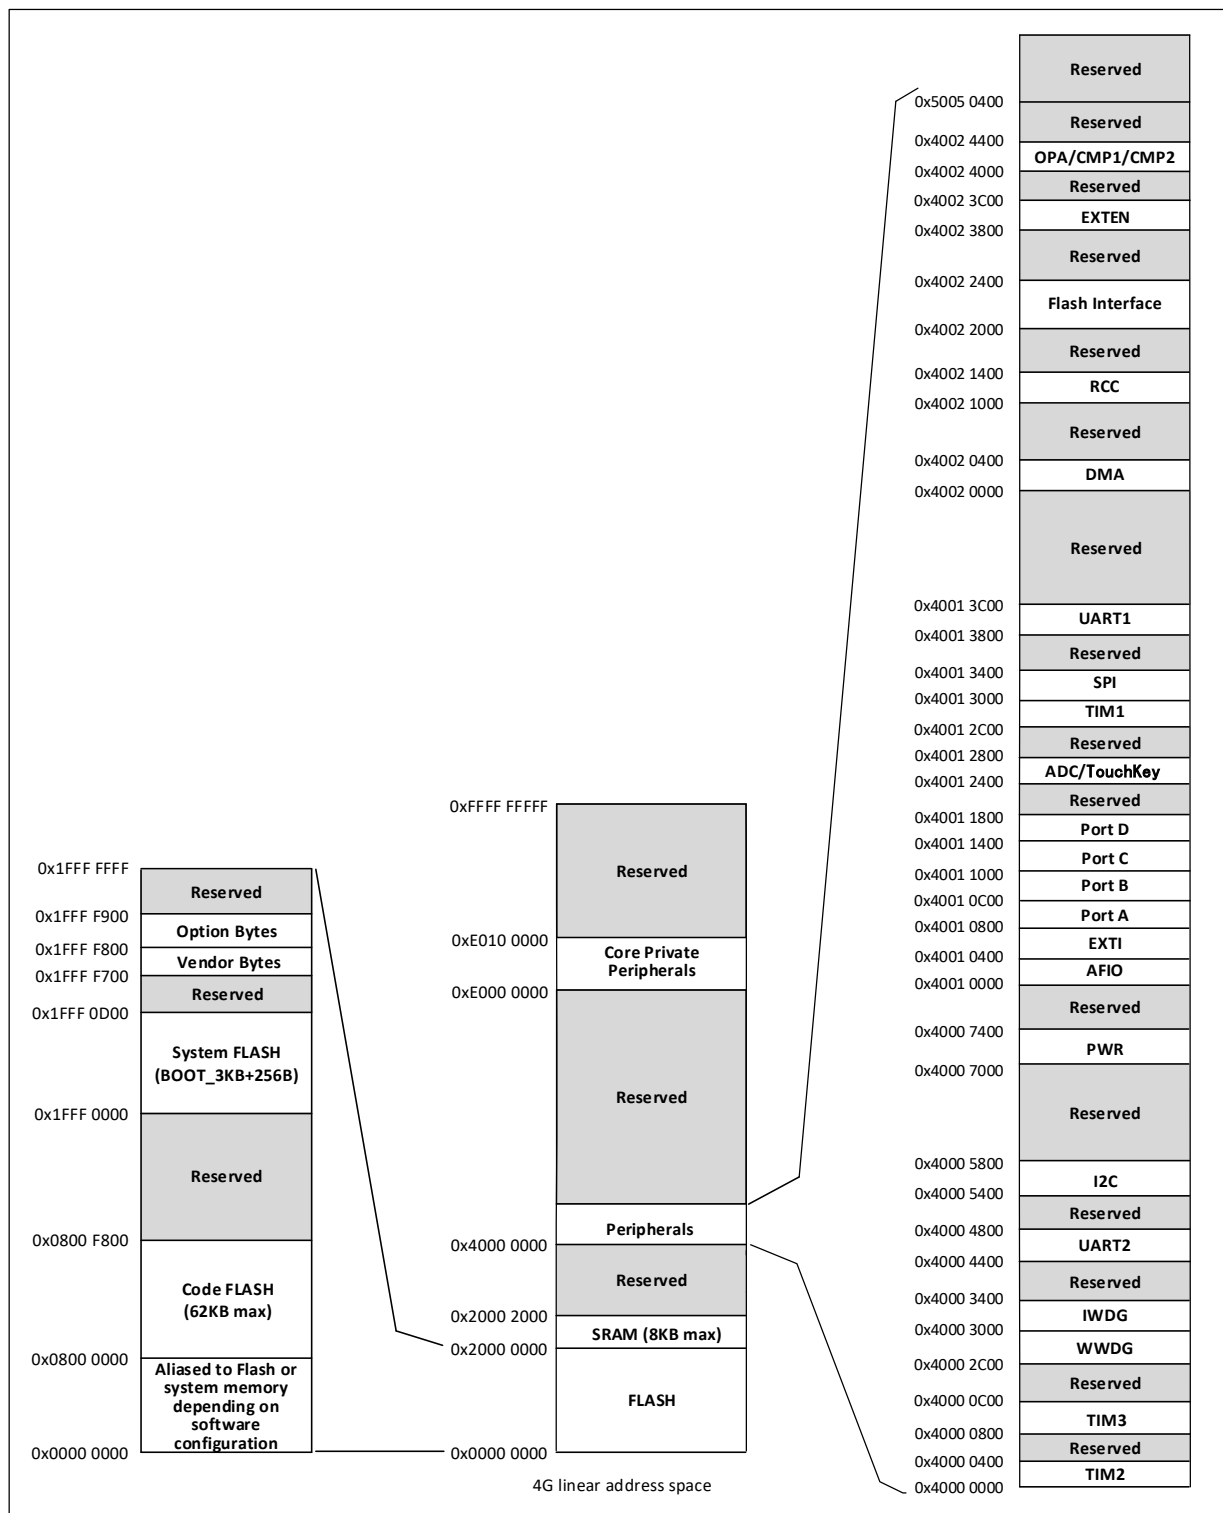 Reserved
0x5005 0400
Reserved
0x4002 4400
OPA/CMP1/CMP2
0x4002 4000
Reserved
0x4002 3C00
EXTEN
0x4002 3800
Reserved
0x4002 2400
Flash Interface
0x4002 2000
Reserved
0x4002 1400
RCC
0x4002 1000
Reserved
0x4002 0400
DMA
0x4002 0000
Reserved
0x4001 3C00
UART1
0x4001 3800
Reserved
0x4001 3400
SPI
0x4001 3000
TIM1
0x4001 2C00
Reserved
0x4001 2800
ADC/TouchKey
0x4001 2400
Reserved
0x4001 1800
Port D
0x4001 1400
Port C
0x4001 1000
Port B
0x4001 0C00
Port A
0x4001 0800
EXTI
0x4001 0400
AFIO
0x4001 0000
Reserved
0x4000 7400
PWR
0x4000 7000
Reserved
0x4000 5800
I2C
0x4000 5400
Reserved
0x4000 4800
UART2
0x4000 4400
Reserved
0x4000 3400
IWDG
0x4000 3000
WWDG
0x4000 2C00
Reserved
0x4000 0C00
TIM3
0x4000 0800
Reserved
0x4000 0400
TIM2
0x4000 0000
0xFFFF FFFFF
Reserved
0xE010 0000
Core Private
Peripherals
0xE000 0000
Reserved
Peripherals
0x4000 0000
Reserved
0x2000 2000
SRAM (8KB max)
0x2000 0000
FLASH
0x0000 0000
4G linear address space
0x1FFF FFFF
Reserved
0x1FFF F900
Option Bytes
0x1FFF F800
Vendor Bytes
0x1FFF F700
Reserved
0x1FFF 0D00
System FLASH
(BOOT_3KB+256B)
0x1FFF 0000
Reserved
0x0800 F800
Code FLASH
(62KB max)
0x0800 0000
Aliased to Flash or
system memory
depending on
software
configuration
0x0000 0000